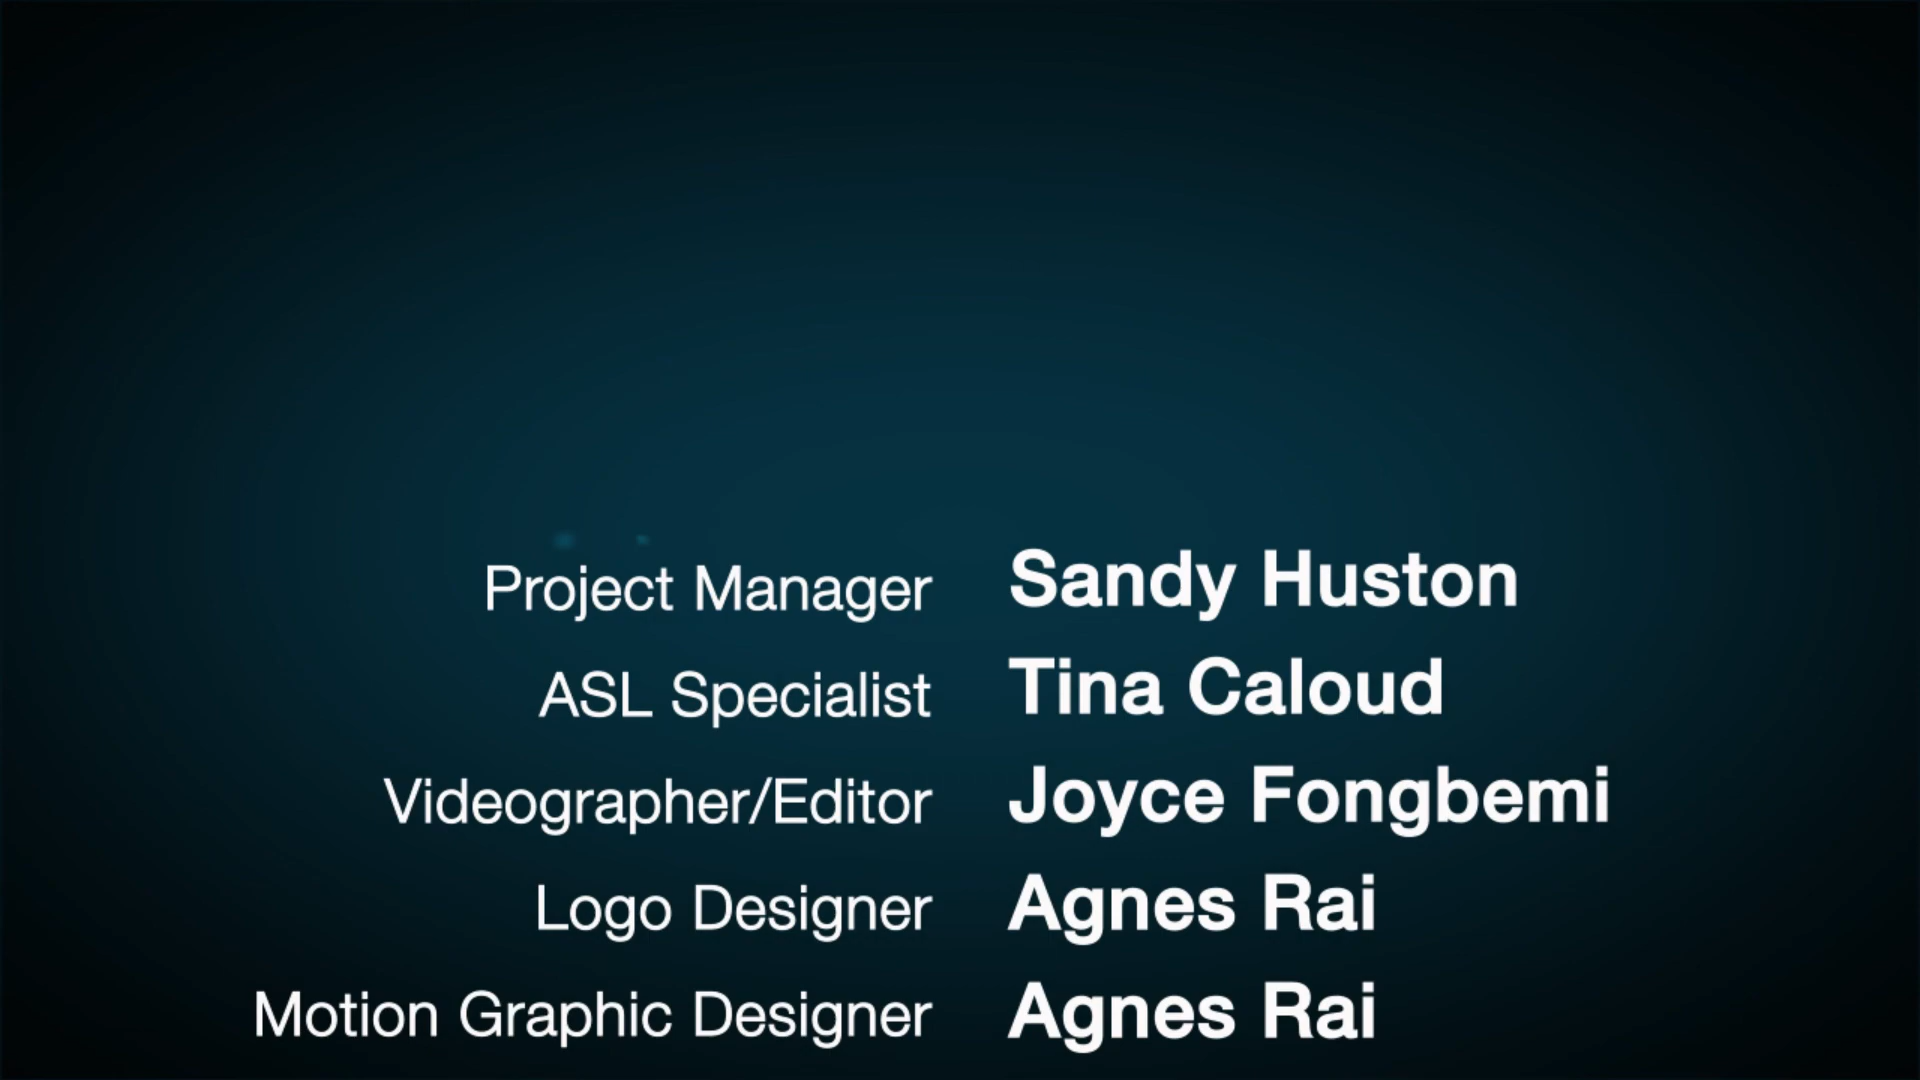 Project Manager Sandy Huston
ASL Specialist Tina Caloud
Videographer/Editor Joyce Fongbemi
Logo Designer Agnes Rai
Motion Graphic Designer Agnes Rai